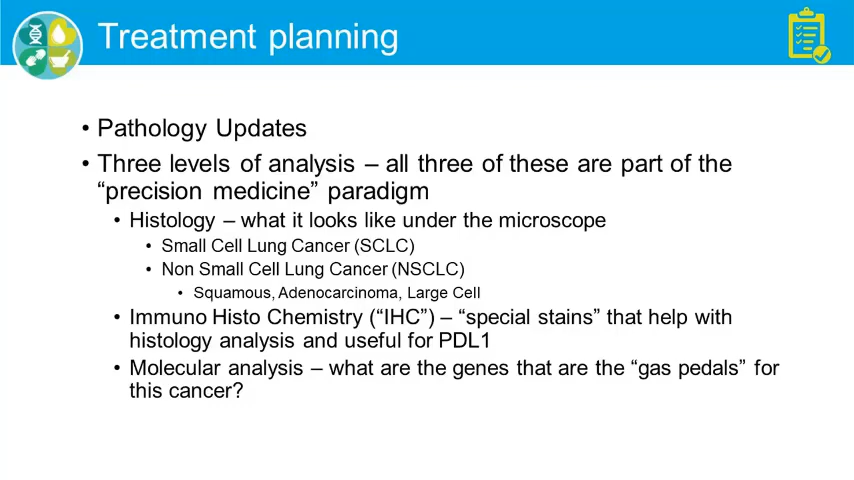 Treatment planning
• Pathology Updates
• Three levels of analysis – all three of these are part of the
“precision medicine” paradigm
• Histology – what it looks like under the microscope
• Small Cell Lung Cancer (SCLC)
• Non Small Cell Lung Cancer (NSCLC)
• Squamous, Adenocarcinoma, Large Cell
• Immuno Histo Chemistry (“IHC”) – “special stains” that help with
histology analysis and useful for PDL1
• Molecular analysis – what are the genes that are the “gas pedals” for
this cancer?